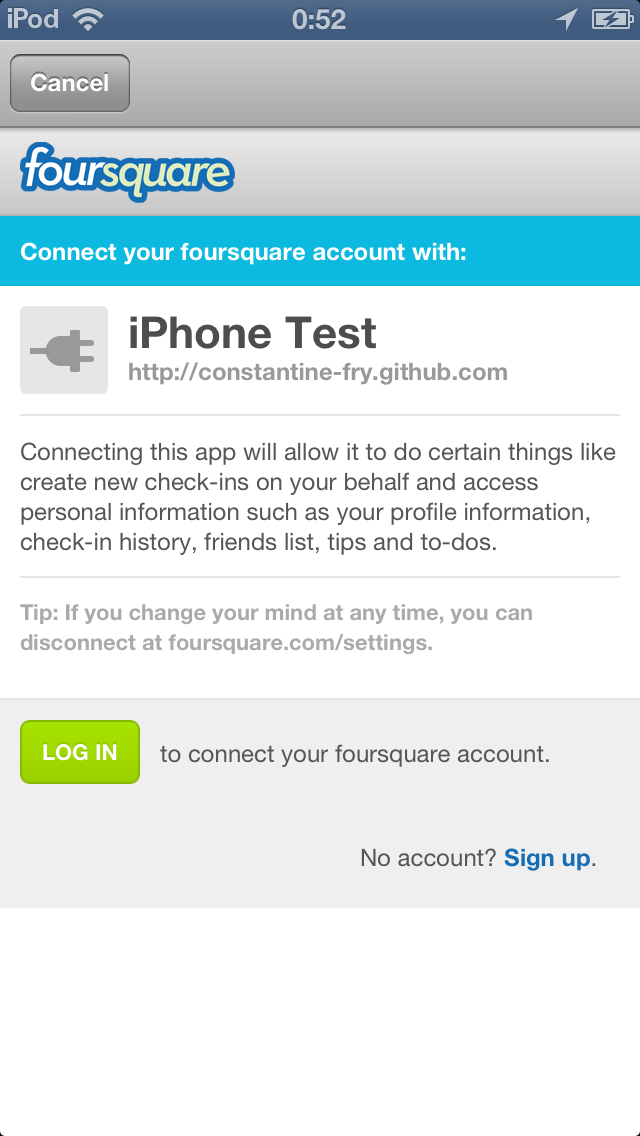 iPod 0:52
Cancel
foursquare
Connect your foursquare account with:
iPhone Test
http://constantine-fry.github.com
Connecting this app will allow it to do certain things like
create new check-ins on your behalf and access
personal information such as your profile information,
check-in history, friends list, tips and to-dos.
Tip: If you change your mind at any time, you can
disconnect at foursquare.com/settings.
LOG IN to connect your foursquare account.
No account? Sign up.